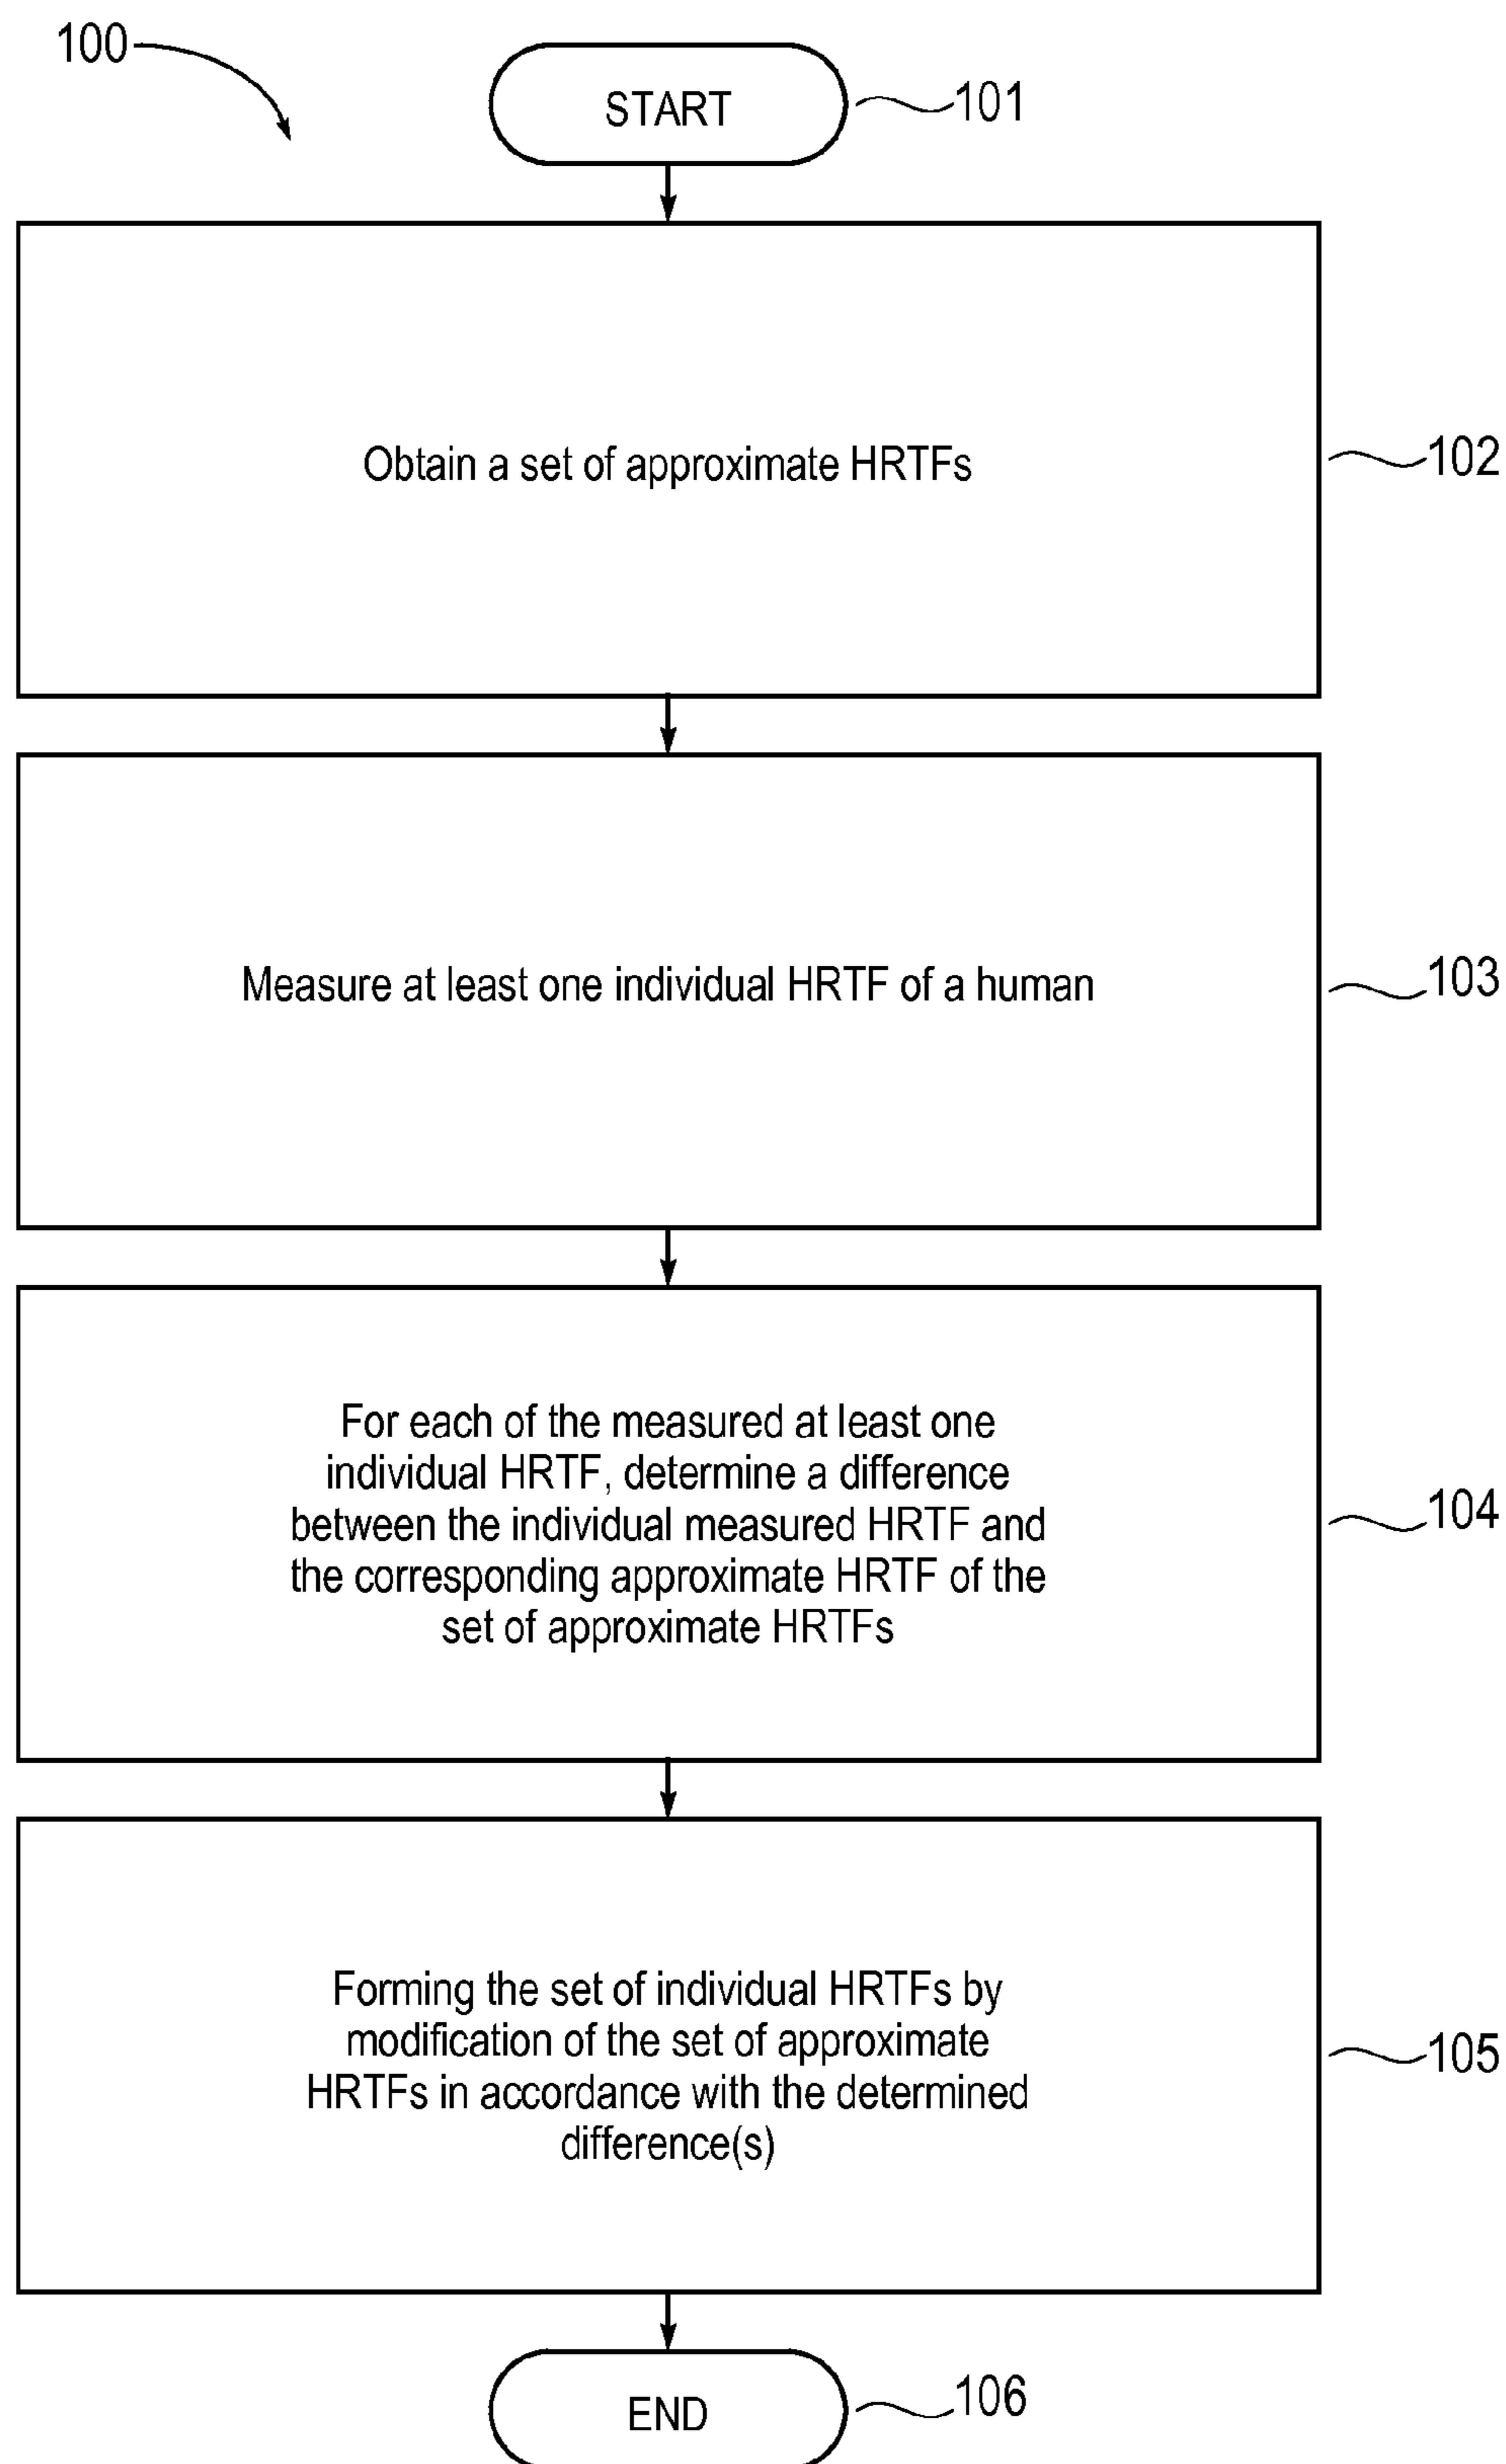 100
START
101
Obtain a set of approximate HRTFs
102
Measure at least one individual HRTF of a human
103
For each of the measured at least one
individual HRTF, determine a difference
between the individual measured HRTF and
the corresponding approximate HRTF of the
set of approximate HRTFs
104
Forming the set of individual HRTFs by
modification of the set of approximate
HRTFs in accordance with the determined
difference(s)
105
END
106